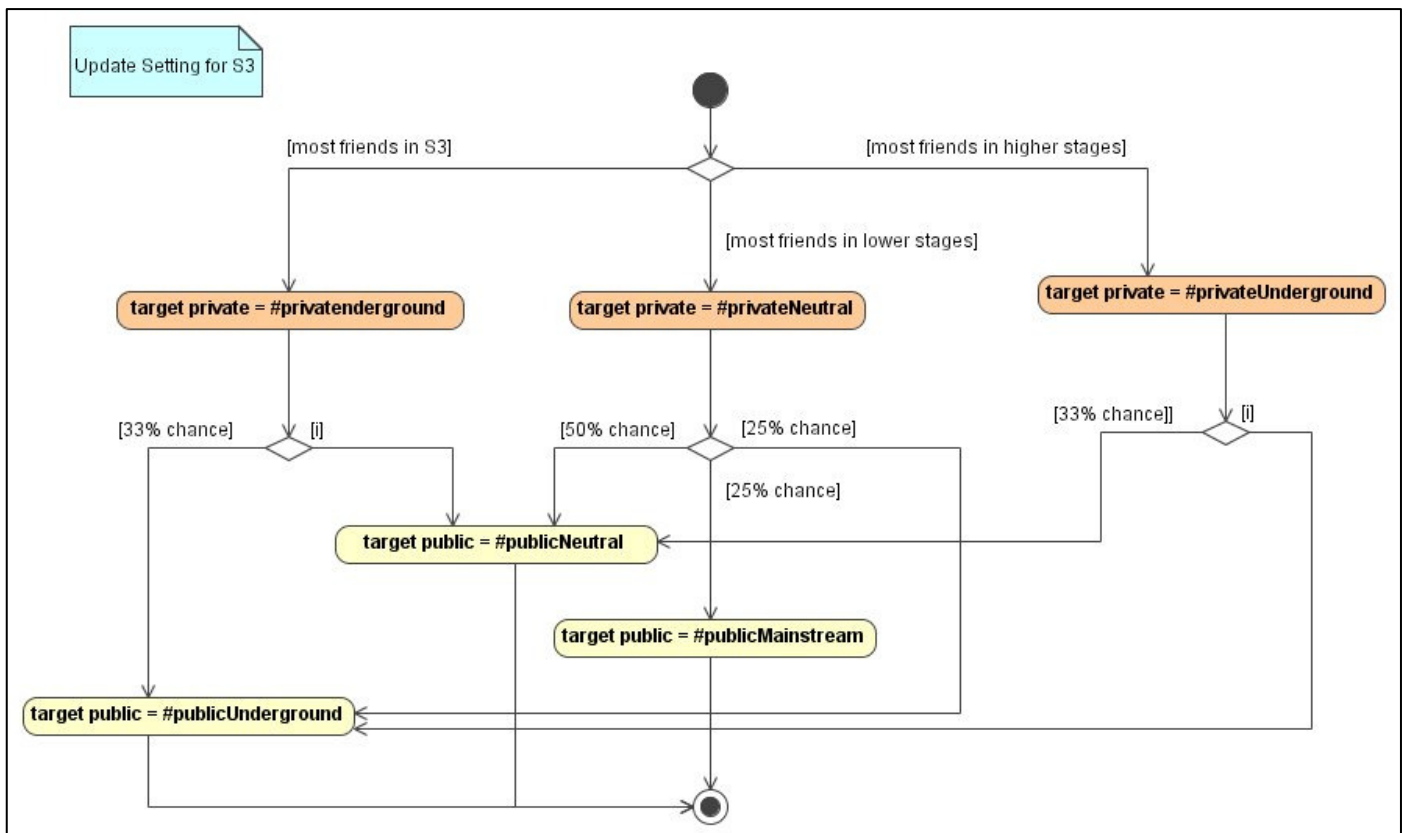 Update Setting for S3
[most friends in S3]
[most friends in higher stages]
[most friends in lower stages]
target private = #privatenderground
target private = #privateNeutral
target private = #privateUnderground
[33% chance]
[i]
[50% chance]
[25% chance]
[33% chance]]
[i]
[25% chance]
target public = #publicNeutral
target public = #publicMainstream
target public = #publicUnderground